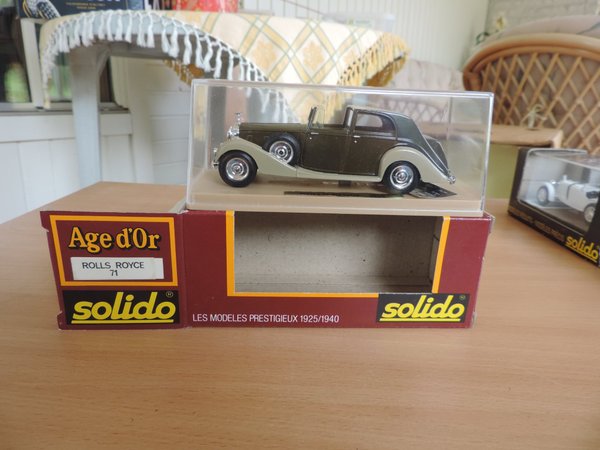 Age d'Or
ROLLS ROYCE
71
solido®
LES MODELES PRESTIGIEUX 1925/1940
solido®
solido